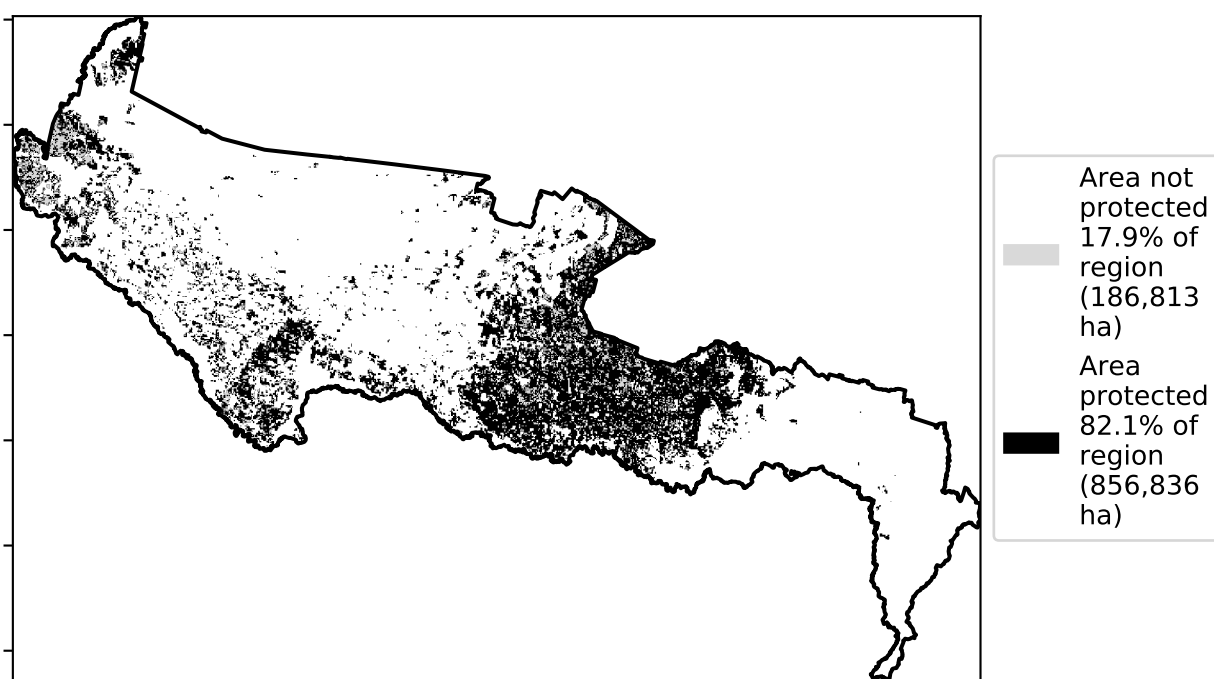 Area not
protected
17.9% of
region
(186,813
ha)
Area
protected
82.1% of
region
(856,836
ha)